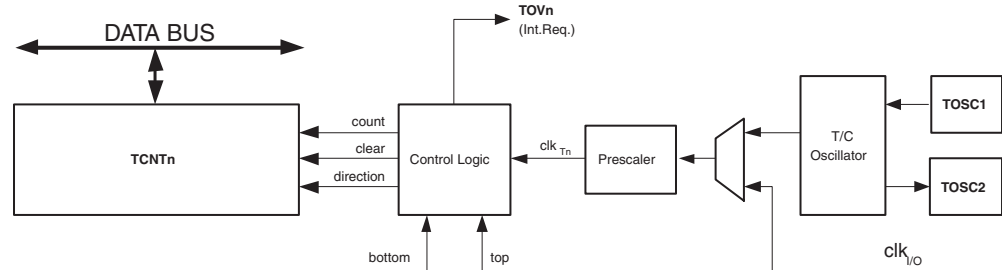 TOVn
(Int.Req.)
DATA BUS
TCNTn
count
clear
direction
Control Logic
clk Tn
Prescaler
T/C
Oscillator
TOSC1
TOSC2
bottom
top
clk I/O